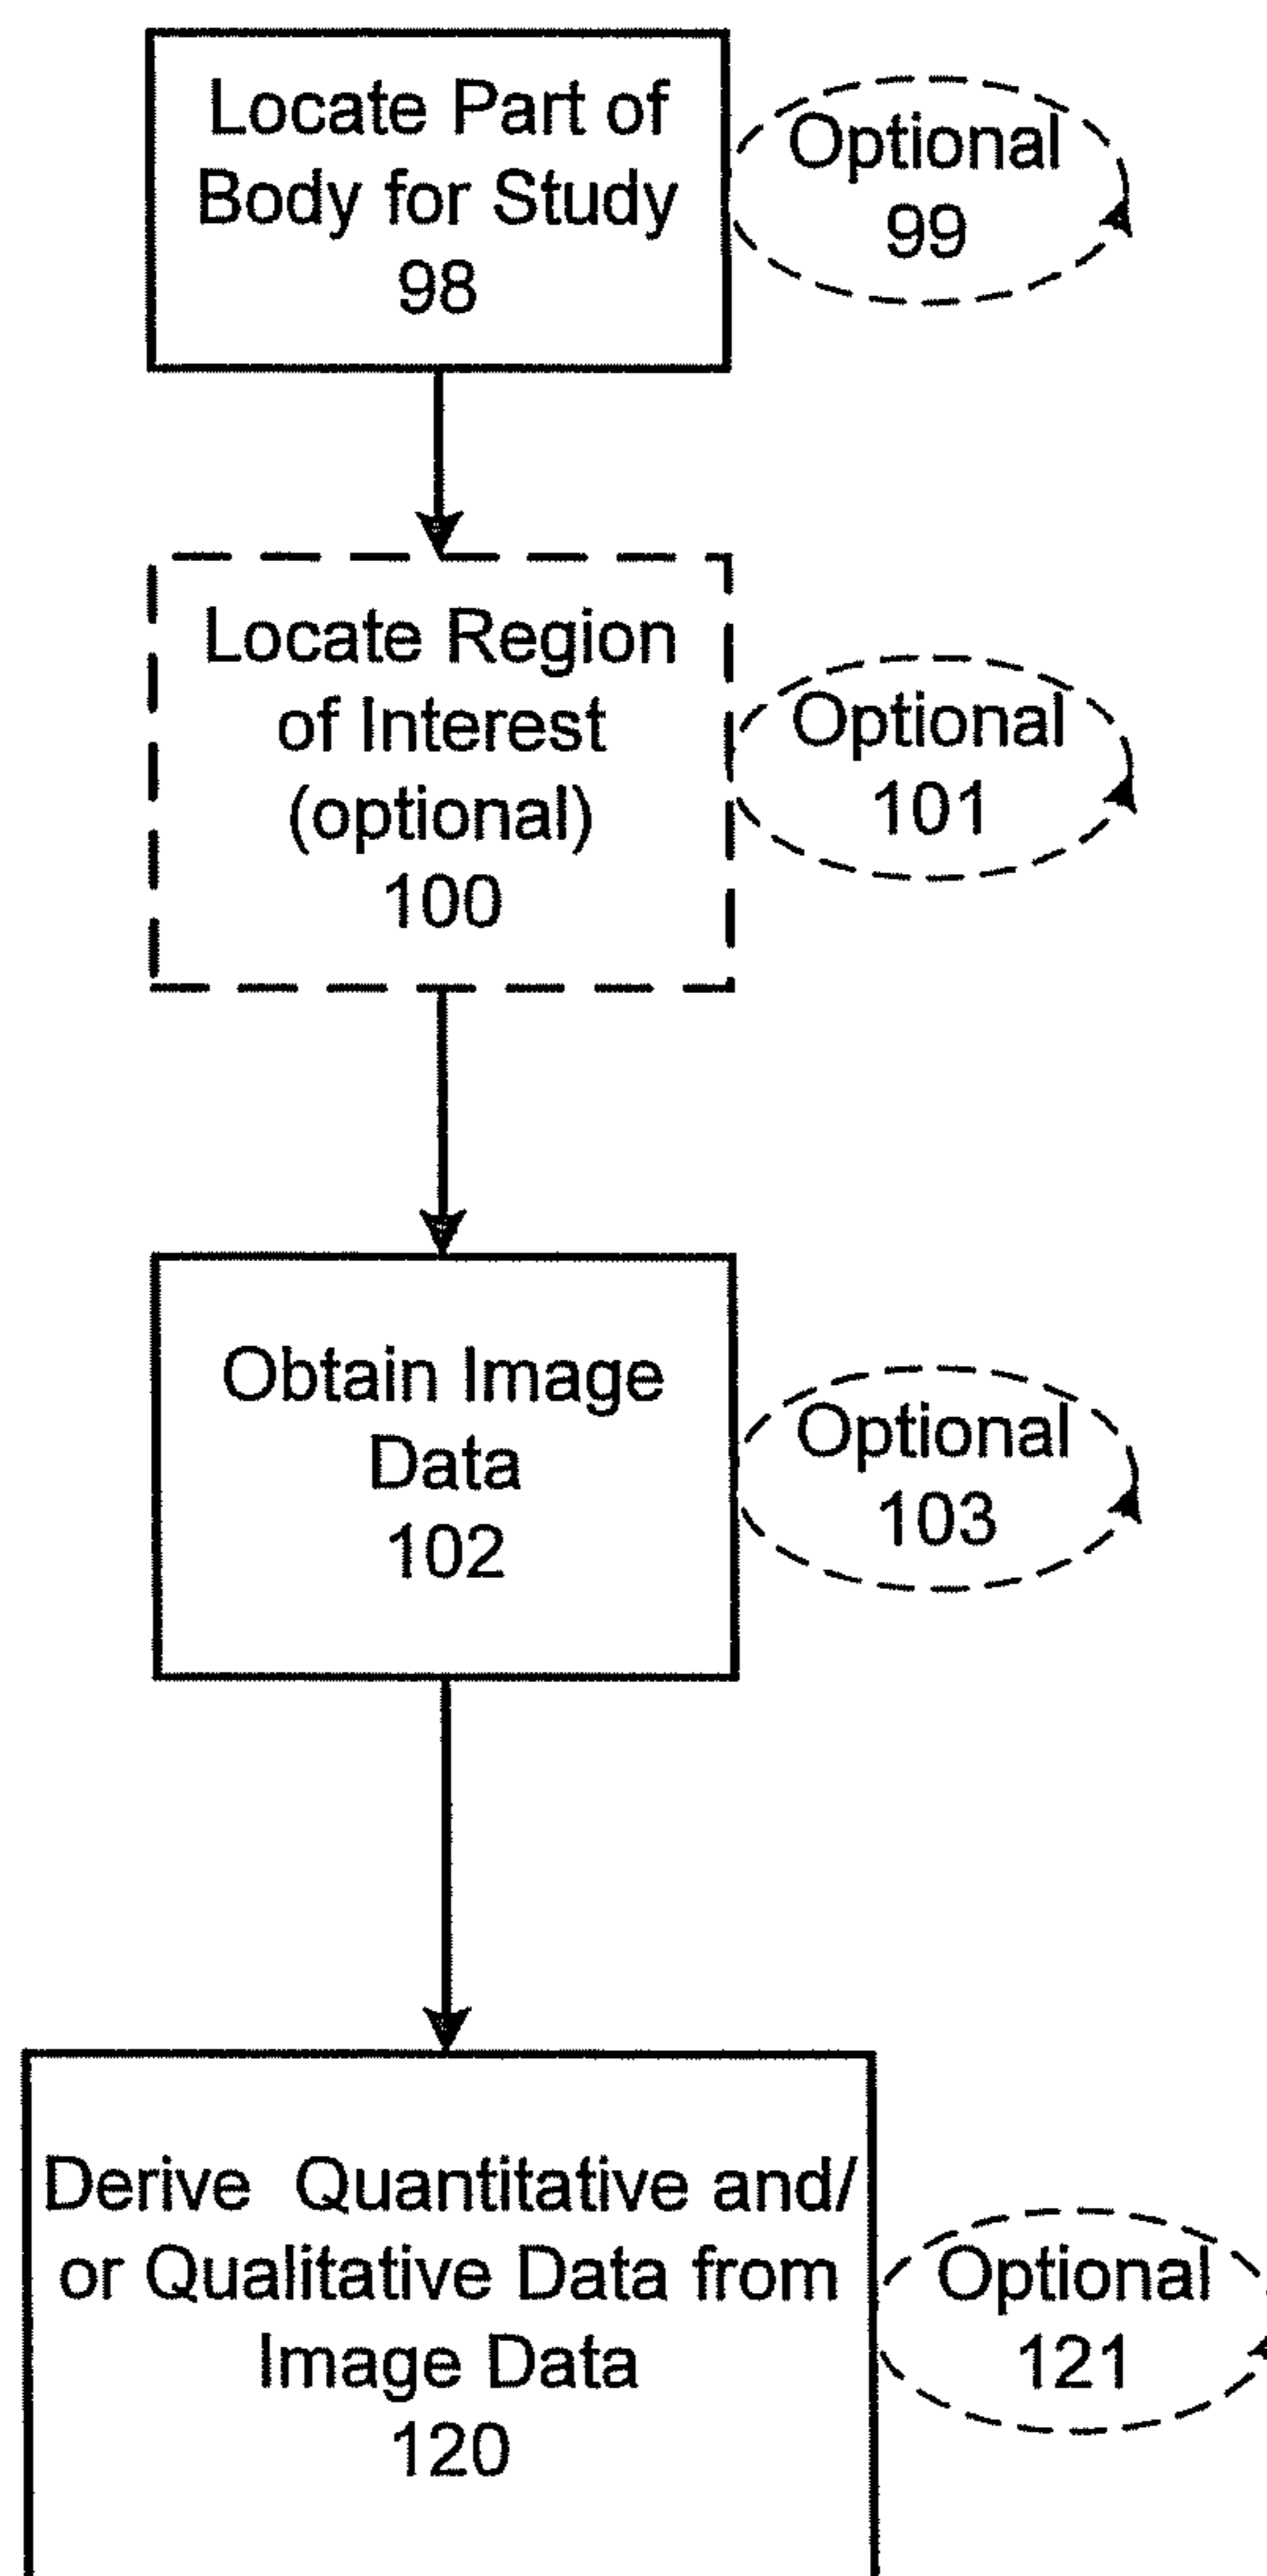 Locate Part of
Body for Study
98
Optional
99
Locate Region
of Interest
(optional)
100
Optional
101
Obtain Image
Data
102
Optional
103
Derive Quantitative and/
or Qualitative Data from
Image Data
120
Optional
121